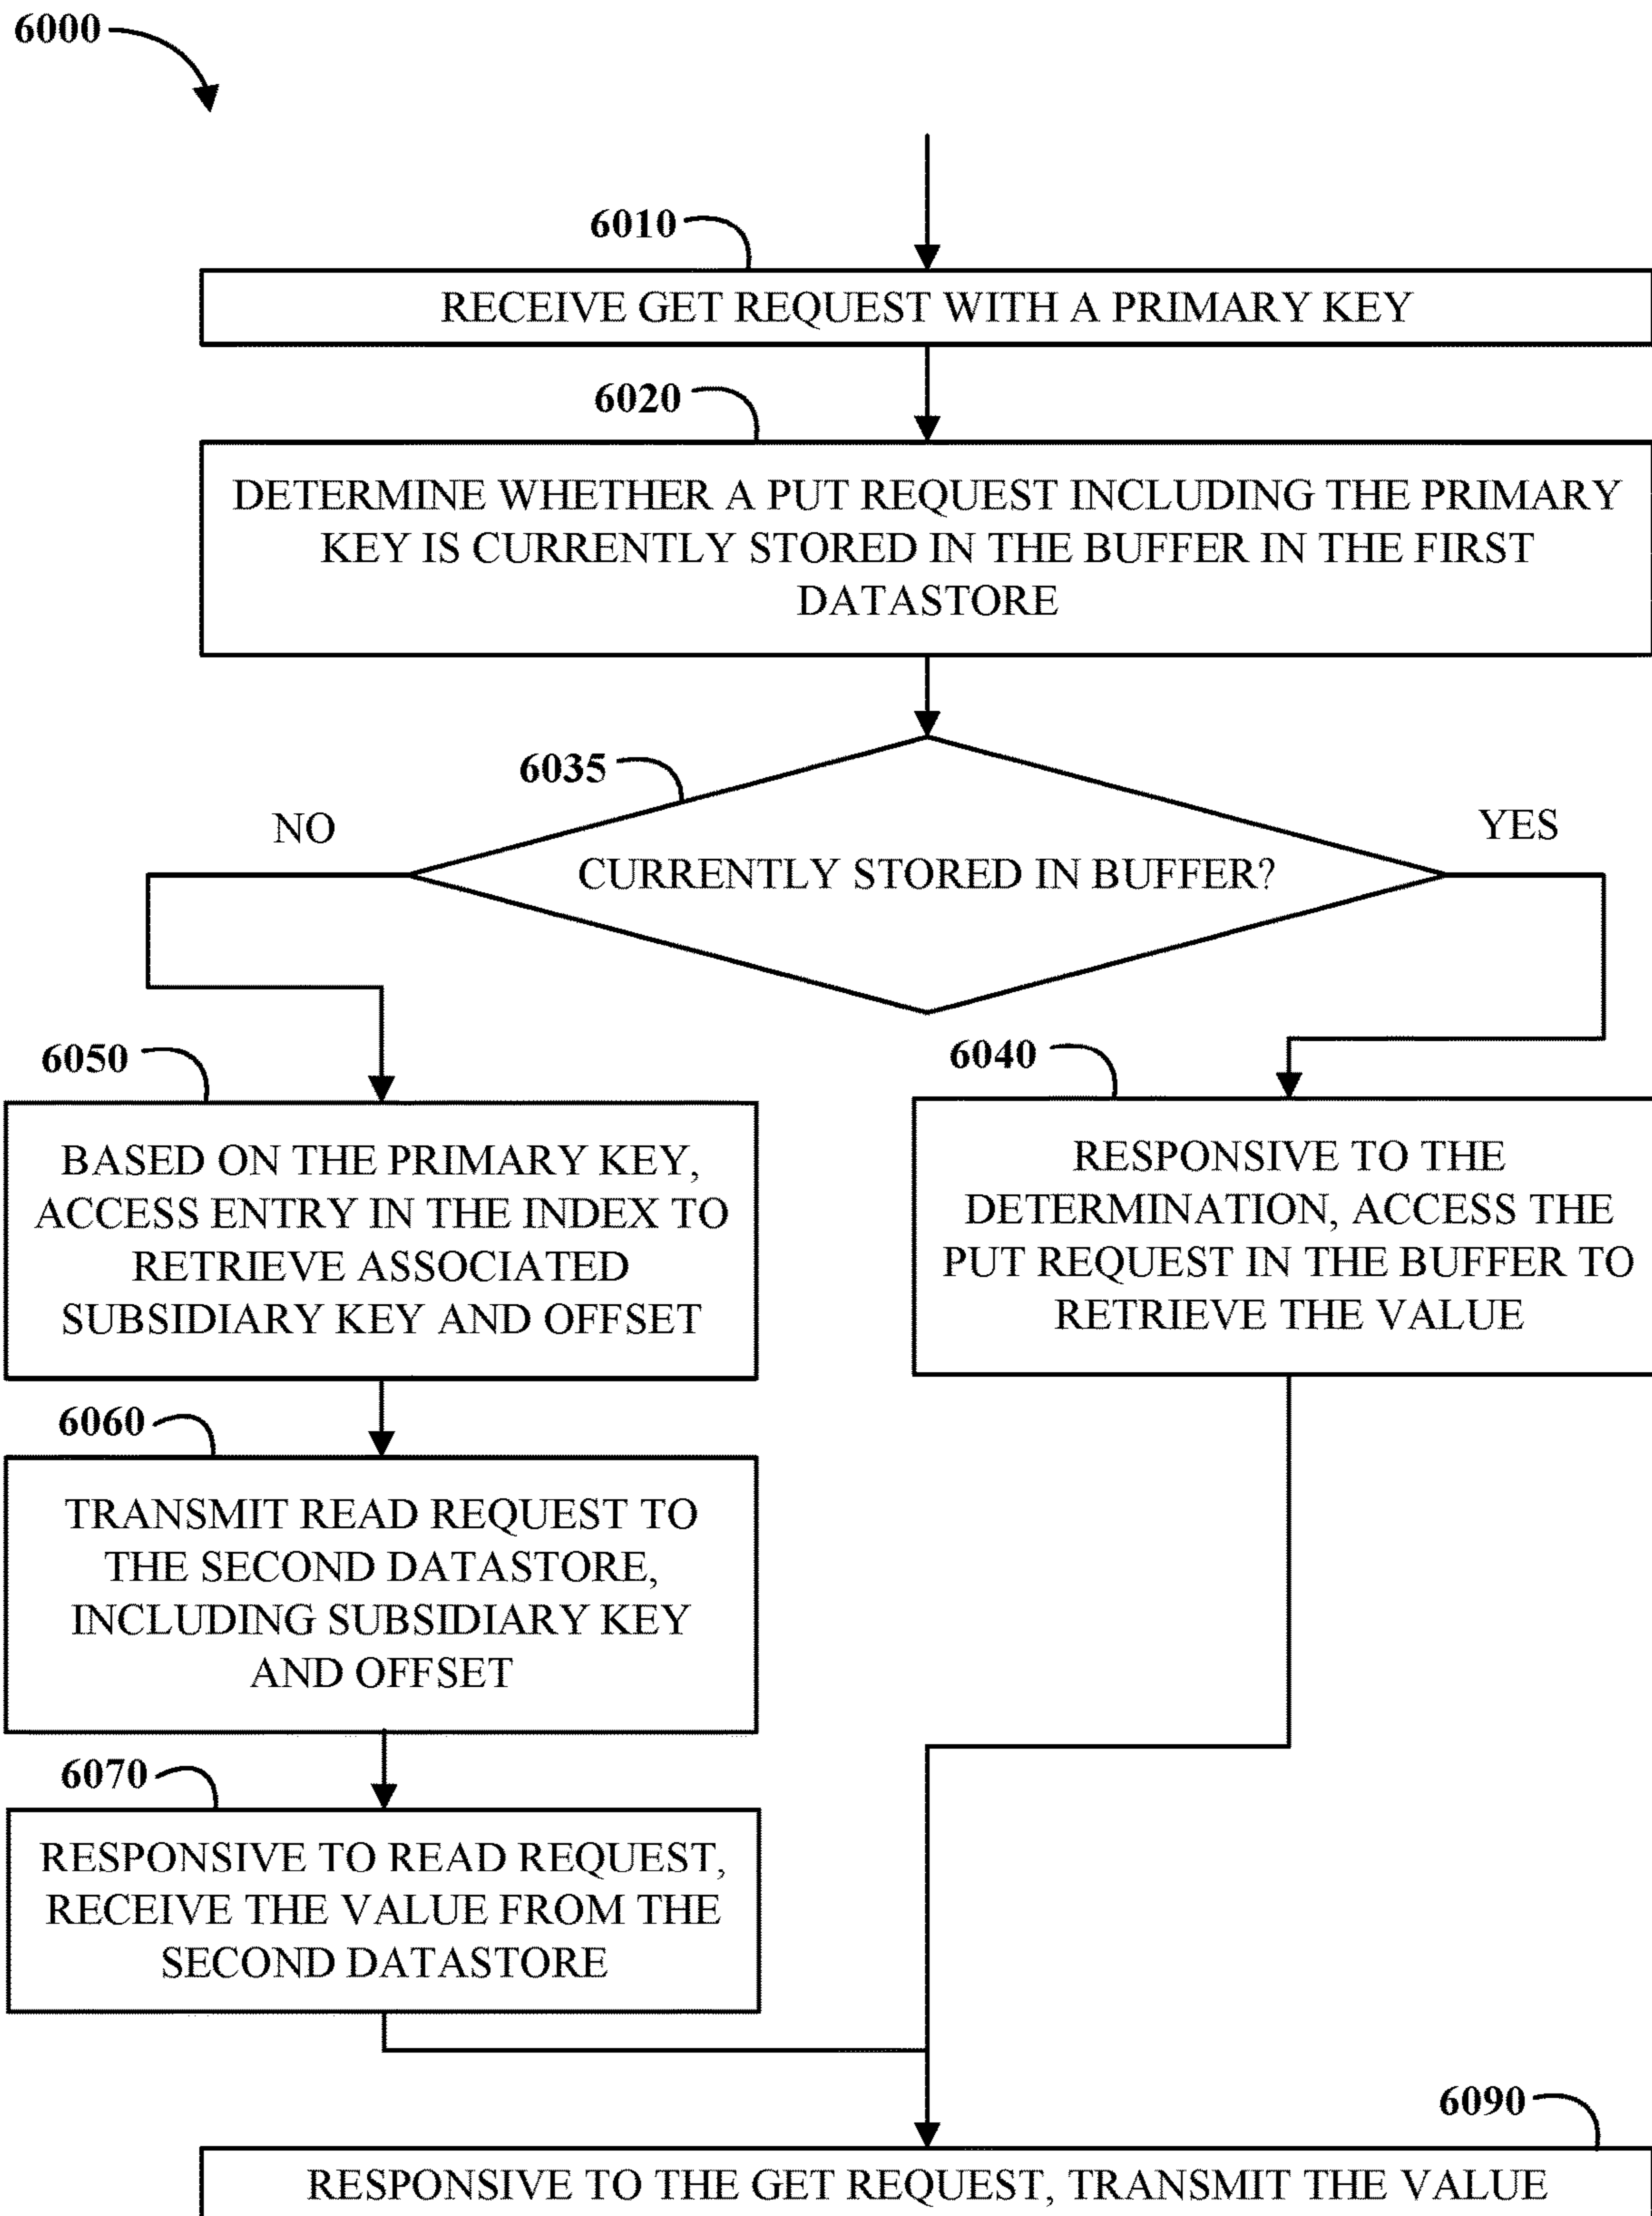 6000
6010
RECEIVE GET REQUEST WITH A PRIMARY KEY
6020
DETERMINE WHETHER A PUT REQUEST INCLUDING THE PRIMARY
KEY IS CURRENTLY STORED IN THE BUFFER IN THE FIRST
DATASTORE
6035
NO
YES
CURRENTLY STORED IN BUFFER?
6050
BASED ON THE PRIMARY KEY,
ACCESS ENTRY IN THE INDEX TO
RETRIEVE ASSOCIATED
SUBSIDIARY KEY AND OFFSET
6040
RESPONSIVE TO THE
DETERMINATION, ACCESS THE
PUT REQUEST IN THE BUFFER TO
RETRIEVE THE VALUE
6060
TRANSMIT READ REQUEST TO
THE SECOND DATASTORE,
INCLUDING SUBSIDIARY KEY
AND OFFSET
6070
RESPONSIVE TO READ REQUEST,
RECEIVE THE VALUE FROM THE
SECOND DATASTORE
6090
RESPONSIVE TO THE GET REQUEST, TRANSMIT THE VALUE